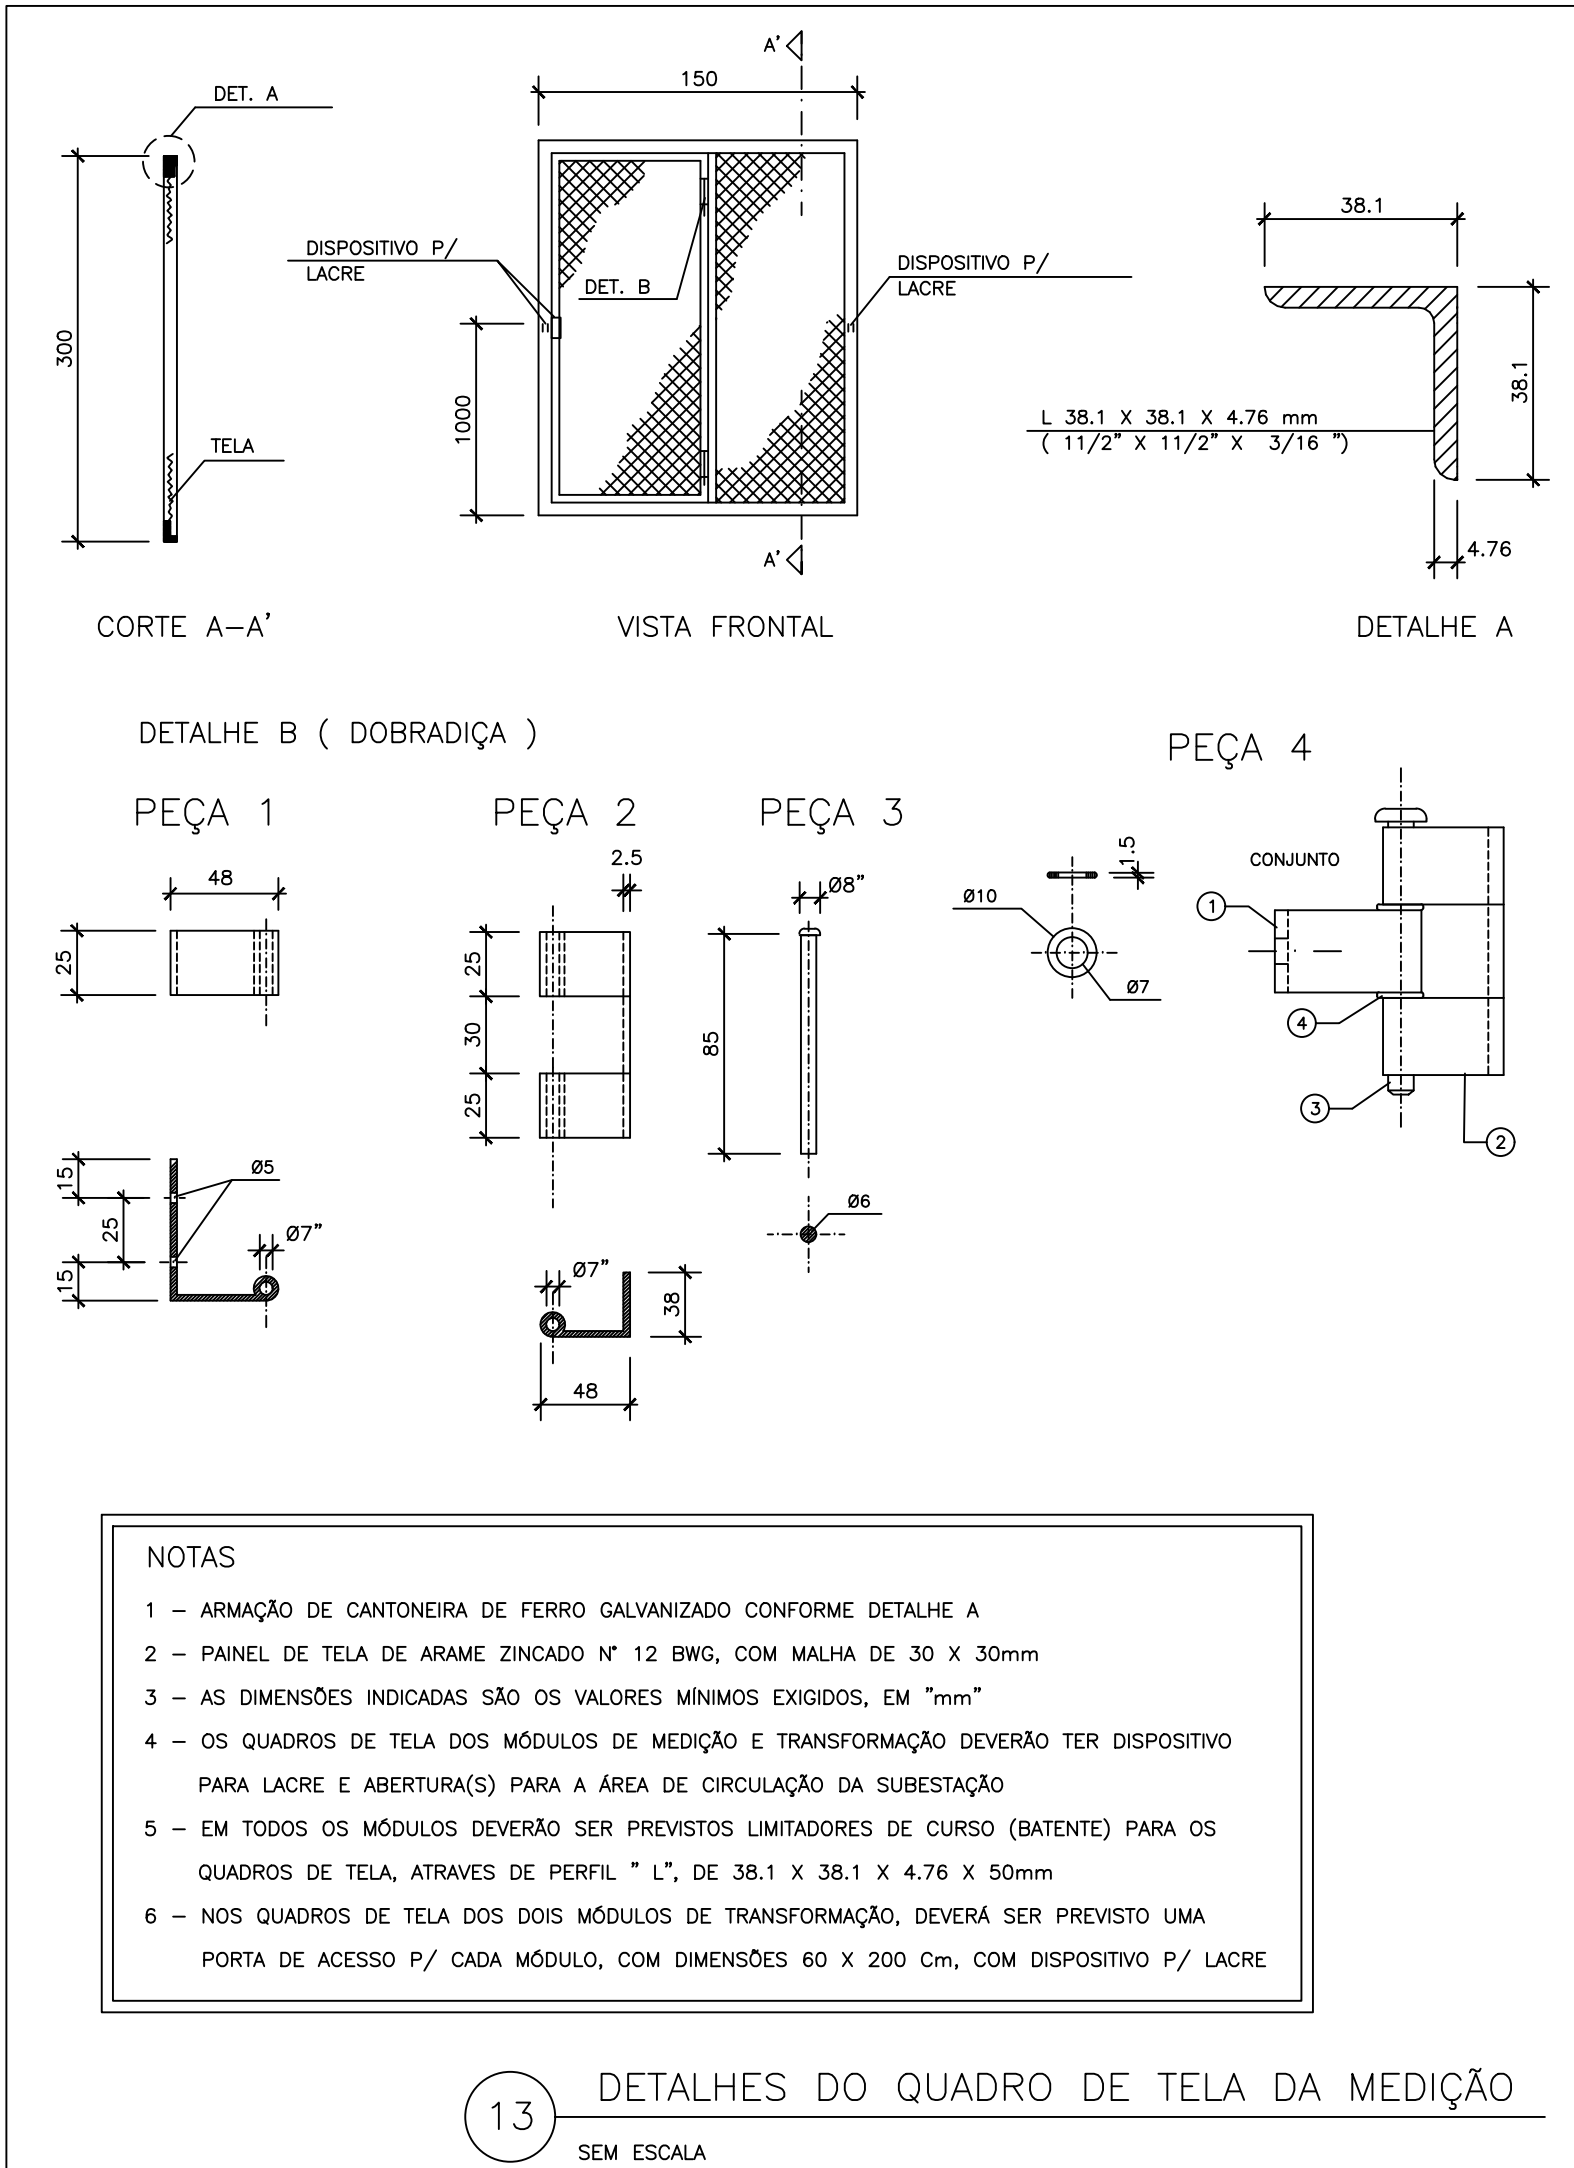 A'
150
DET. A
300
TELA
CORTE A-A'
DISPOSITIVO P/
LACRE
DET. B
1000
DISPOSITIVO P/
LACRE
A'
VISTA FRONTAL
38.1
38.1
L 38.1 X 38.1 X 4.76 mm
( 11/2" X 11/2" X 3/16 ")
4.76
DETALHE A
DETALHE B ( DOBRADIÇA )
PEÇA 1
48
25
15
25
15
Ø5
Ø7"
PEÇA 2
2.5
25
30
25
Ø7"
38
48
PEÇA 3
Ø8"
85
Ø6
PEÇA 4
1.5
Ø10
Ø7
CONJUNTO
1
4
3
2
NOTAS
1 – ARMAÇÃO DE CANTONEIRA DE FERRO GALVANIZADO CONFORME DETALHE A
2 – PAINEL DE TELA DE ARAME ZINCADO N° 12 BWG, COM MALHA DE 30 X 30mm
3 – AS DIMENSÕES INDICADAS SÃO OS VALORES MÍNIMOS EXIGIDOS, EM "mm"
4 – OS QUADROS DE TELA DOS MÓDULOS DE MEDIÇÃO E TRANSFORMAÇÃO DEVERÃO TER DISPOSITIVO
PARA LACRE E ABERTURA(S) PARA A ÁREA DE CIRCULAÇÃO DA SUBESTAÇÃO
5 – EM TODOS OS MÓDULOS DEVERÃO SER PREVISTOS LIMITADORES DE CURSO (BATENTE) PARA OS
QUADROS DE TELA, ATRAVES DE PERFIL " L", DE 38.1 X 38.1 X 4.76 X 50mm
6 – NOS QUADROS DE TELA DOS DOIS MÓDULOS DE TRANSFORMAÇÃO, DEVERÁ SER PREVISTO UMA
PORTA DE ACESSO P/ CADA MÓDULO, COM DIMENSÕES 60 X 200 Cm, COM DISPOSITIVO P/ LACRE
13
DETALHES DO QUADRO DE TELA DA MEDIÇÃO
SEM ESCALA